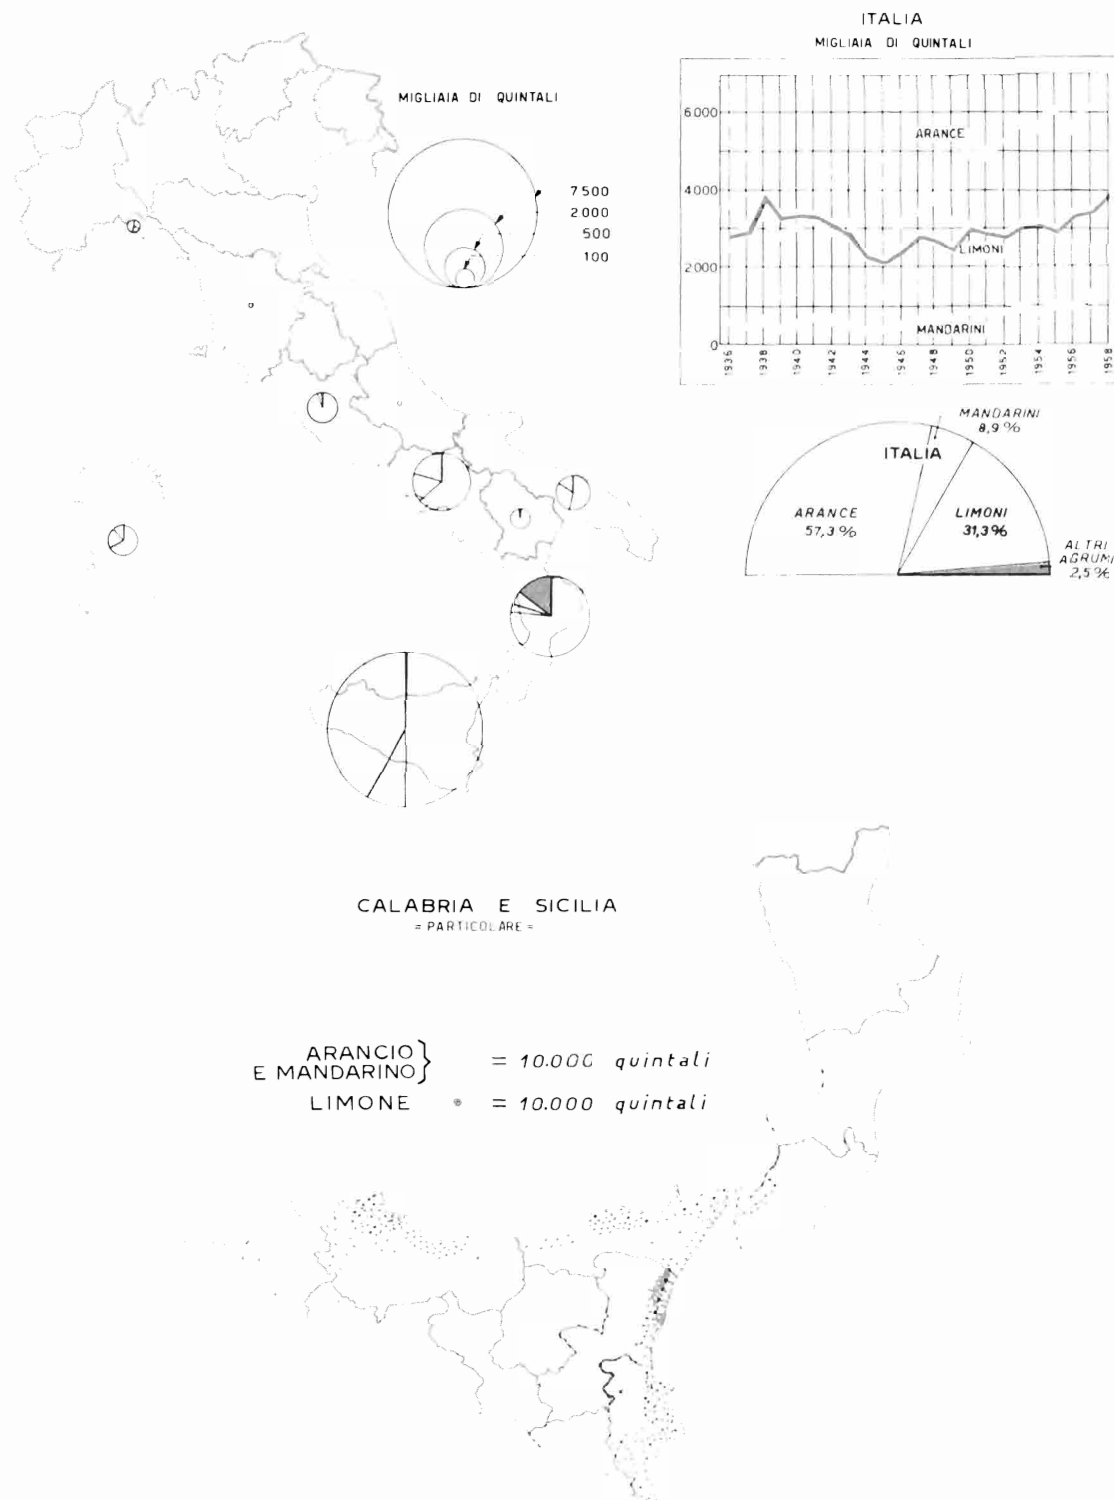 ITALIA
MIGLIAIA DI QUINTALI
MIGLIAIA DI QUINTALI
7500
2000
500
100
6000
4000
2000
0
ARANCE
LIMONI
MANDARINI
1936
1938
1940
1942
1944
1946
1948
1950
1952
1954
1956
1958
MANDARINI
8,9%
ITALIA
ARANCE
57,3%
LIMONI
31,3%
ALTRI
AGRUMI
2,5%
CALABRIA E SICILIA
= PARTICOLARE =
ARANCIO
E MANDARINO} = 10.000 quintali
LIMONE = 10.000 quintali